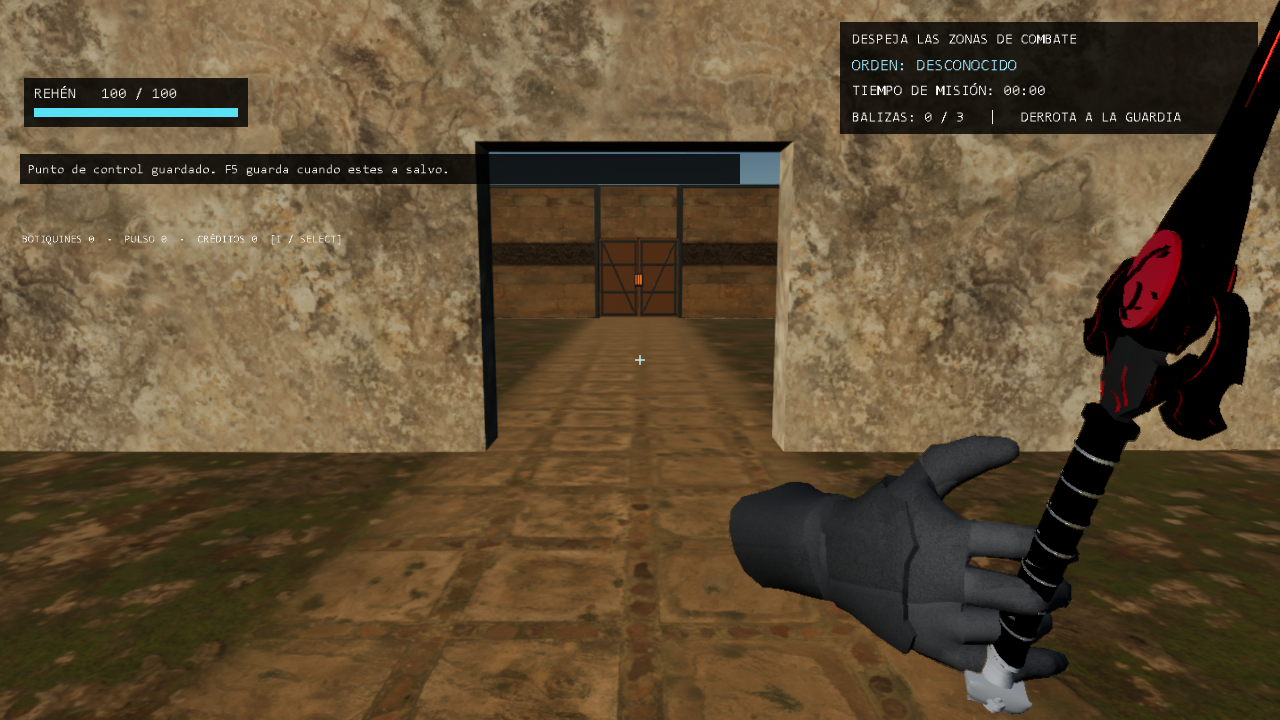 DESPEJA LAS ZONAS DE COMBATE
ORDEN: DESCONOCIDO
TIEMPO DE MISIÓN: 00:00
BALIZAS: 0 / 3 | DERROTA A LA GUARDIA
REHÉN 100 / 100
Punto de control guardado. F5 guarda cuando estes a salvo.
BOTIQUINES 0 - PULSO 0 - CRÉDITOS 0 [I / SELECT]